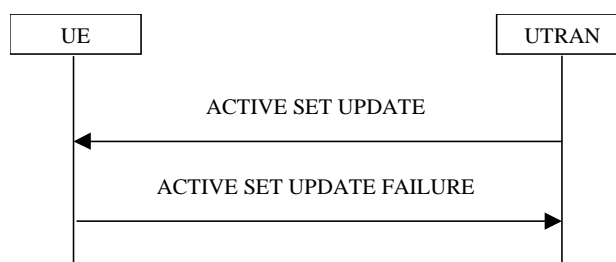 UE
UTRAN
ACTIVE SET UPDATE
ACTIVE SET UPDATE FAILURE